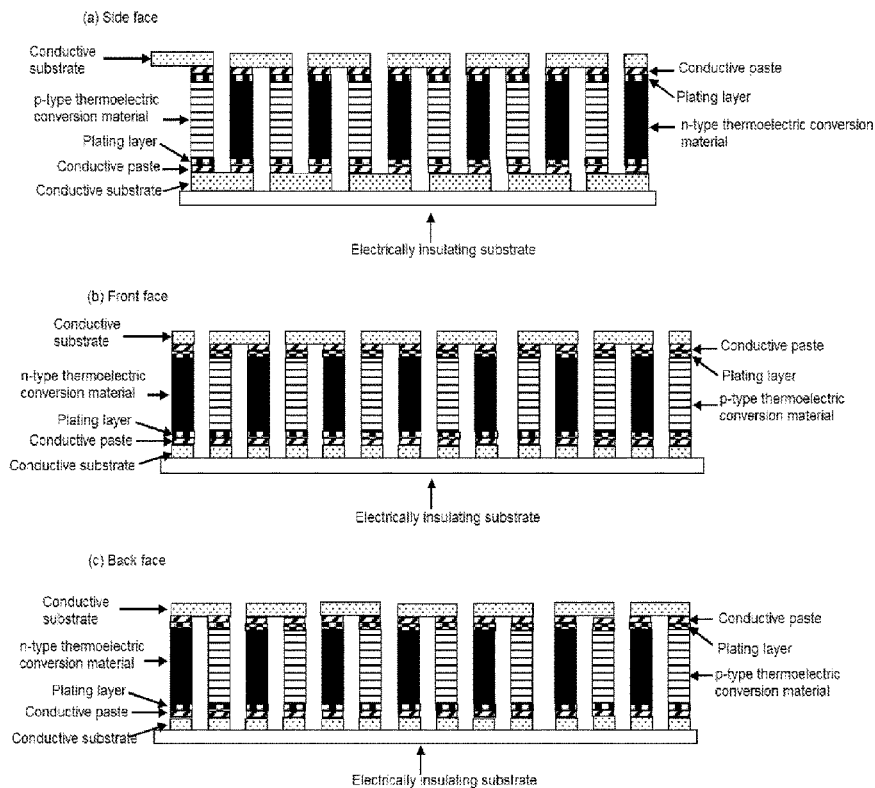 (a) Side face
Conductive
substrate
Conductive paste
Plating layer
p-type thermoelectric
conversion material
n-type thermoelectric conversion
material
Plating layer
Conductive paste
Conductive substrate
Electrically insulating substrate
(b) Front face
Conductive
substrate
Conductive paste
Plating layer
n-type thermoelectric
conversion material
p-type thermoelectric
conversion material
Plating layer
Conductive paste
Conductive substrate
Electrically insulating substrate
(c) Back face
Conductive
substrate
Conductive paste
Plating layer
n-type thermoelectric
conversion material
p-type thermoelectric
conversion material
Plating layer
Conductive paste
Conductive substrate
Electrically insulating substrate